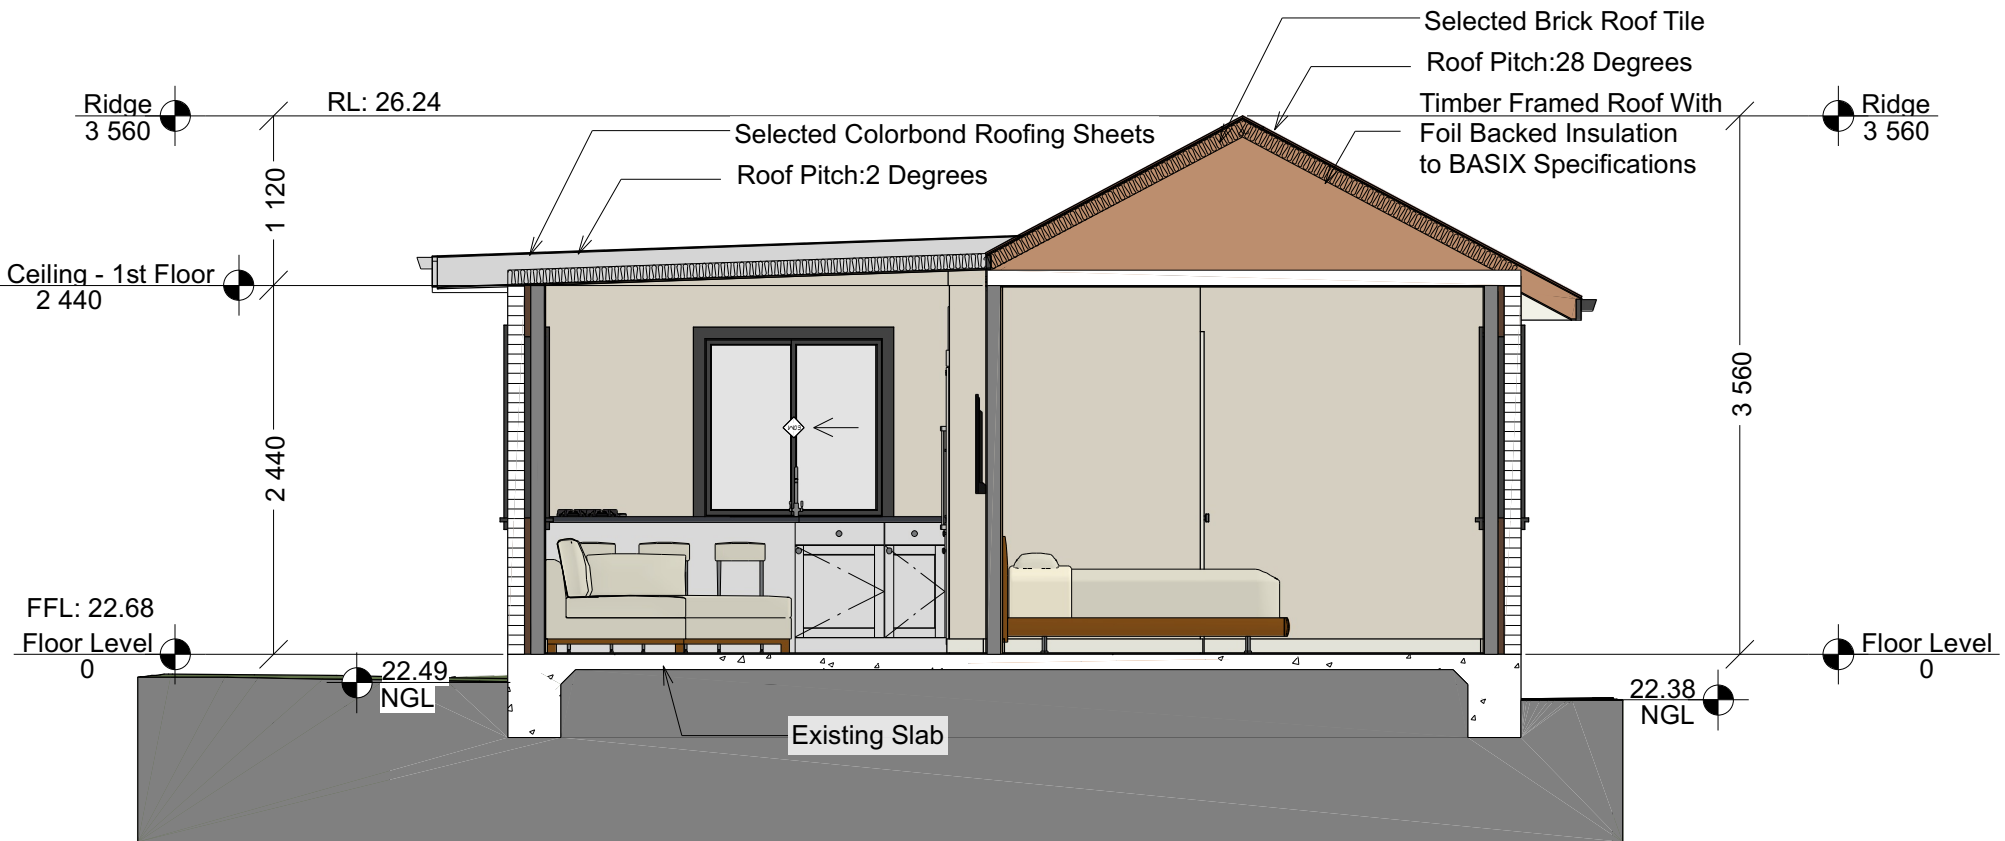 Selected Brick Roof Tile
Roof Pitch:28 Degrees
Ridge
3 560
RL: 26.24
Timber Framed Roof With
Foil Backed Insulation
to BASIX Specifications
Ridge
3 560
Selected Colorbond Roofing Sheets
Roof Pitch:2 Degrees
1 120
Ceiling - 1st Floor
2 440
3 560
2 440
FFL: 22.68
Floor Level
0
Floor Level
0
22.49
NGL
22.38
NGL
Existing Slab